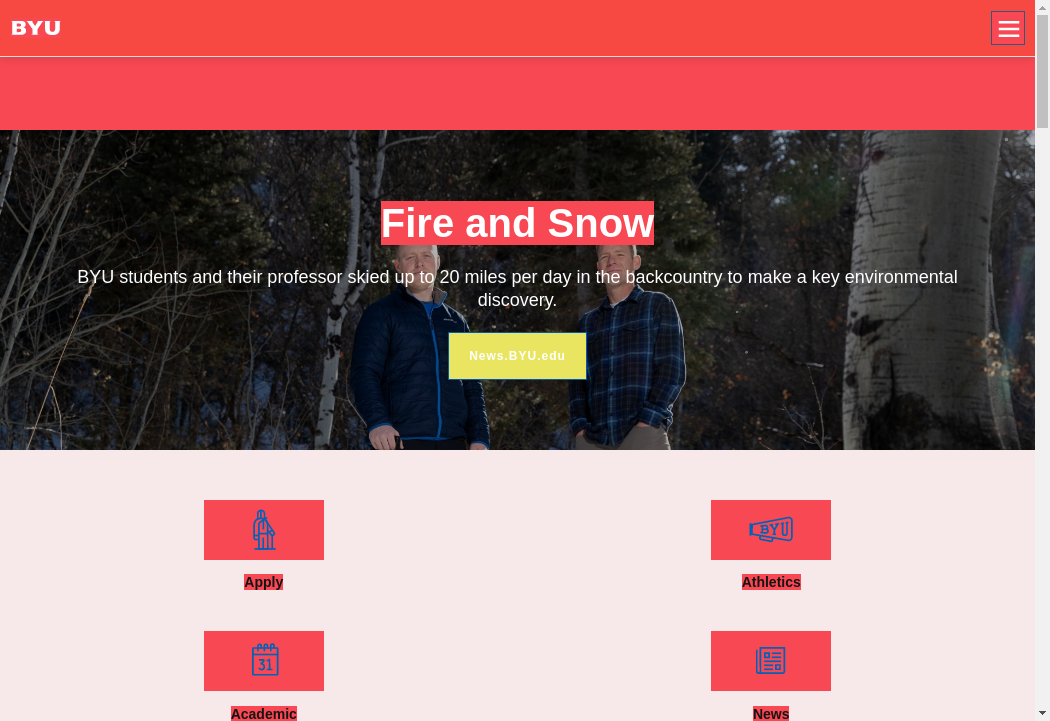 BYU
Fire and Snow
BYU students and their professor skied up to 20 miles per day in the backcountry to make a key environmental
discovery.
News.BYU.edu
BYU
Apply
Athletics
31
Academic
News